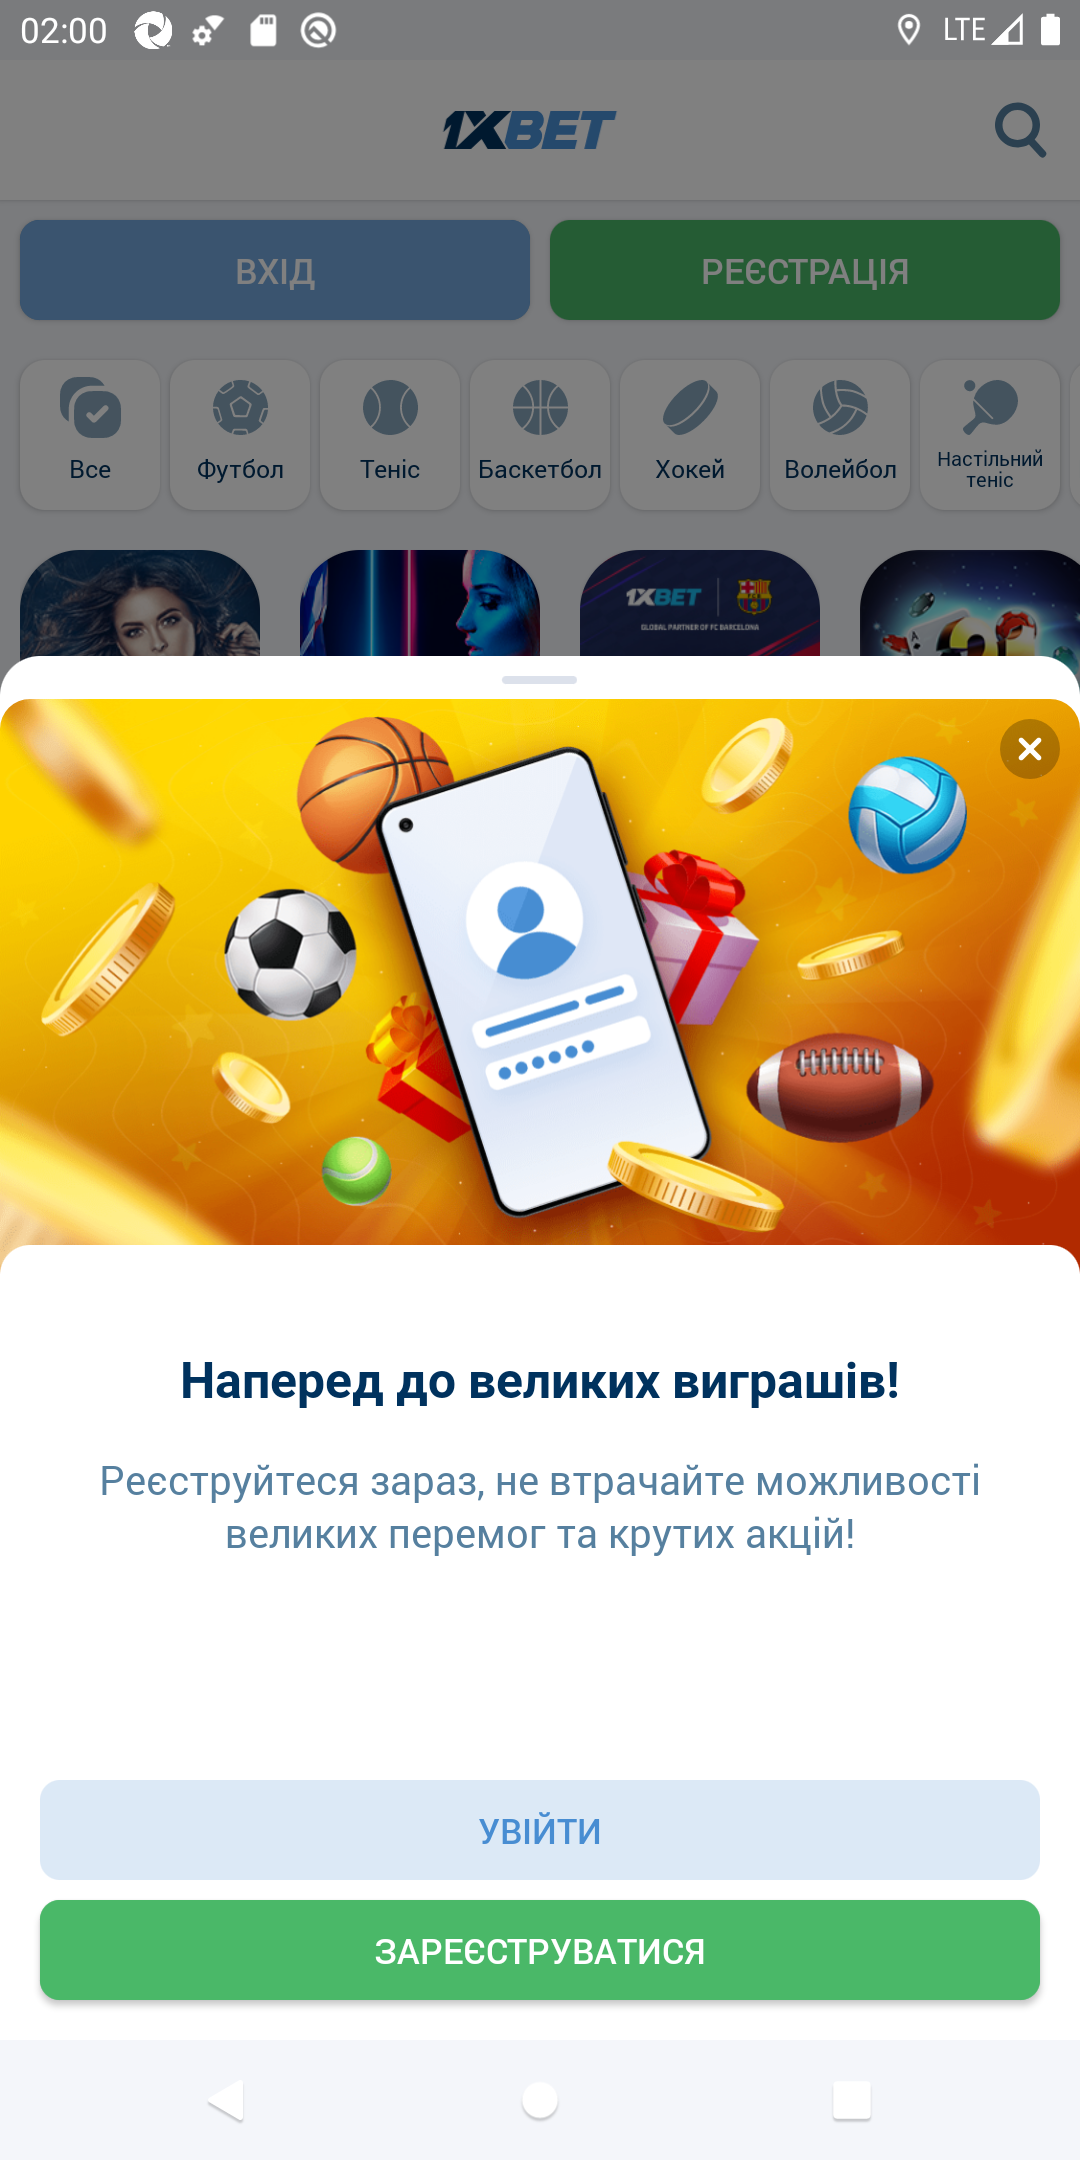 02:00
LTE
1XBET
ВХІД
РЕЄСТРАЦІЯ
Все
Футбол
Теніс
Баскетбол
Хокей
Волейбол
Настільний
теніс
1XBET
GLOBAL PARTNER OF FC BARCELONA
Наперед до великих виграшів!
Реєструйтеся зараз, не втрачайте можливості
великих перемог та крутих акцій!
УВІЙТИ
ЗАРЕЄСТРУВАТИСЯ